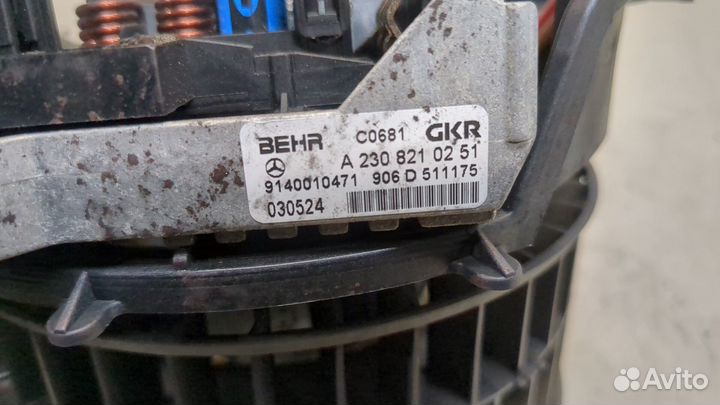 BEHR C0681 GKR
A 230 821 02 51
9140010471 906 D 511175
030524
Avito